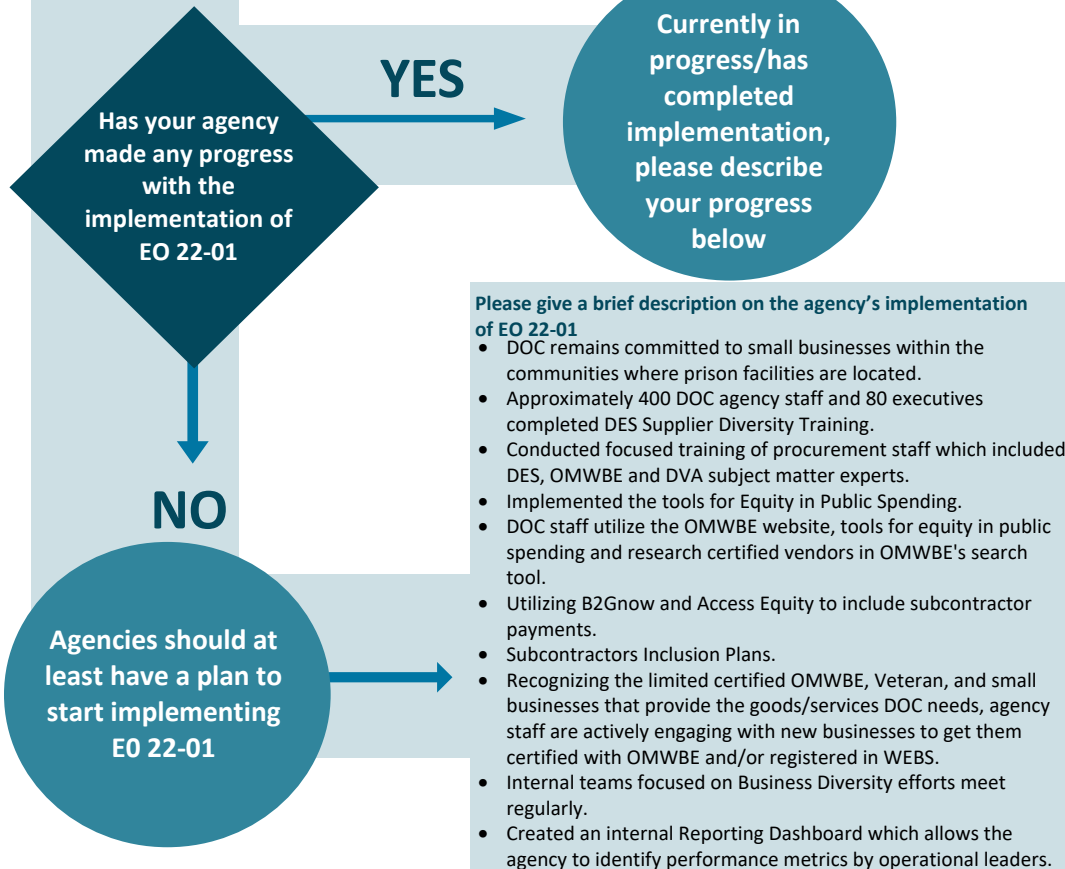 Has your agency
made any progress
with the
implementation of
EO 22-01
YES
Currently in
progress/has
completed
implementation,
please describe
your progress
below
NO
Agencies should at
least have a plan to
start implementing
E0 22-01
Please give a brief description on the agency's implementation
of EO 22-01
• DOC remains committed to small businesses within the
communities where prison facilities are located.
• Approximately 400 DOC agency staff and 80 executives
completed DES Supplier Diversity Training.
• Conducted focused training of procurement staff which included
DES, OMWBE and DVA subject matter experts.
• Implemented the tools for Equity in Public Spending.
• DOC staff utilize the OMWBE website, tools for equity in public
spending and research certified vendors in OMWBE's search
tool.
• Utilizing B2Gnow and Access Equity to include subcontractor
payments.
• Subcontractors Inclusion Plans.
• Recognizing the limited certified OMWBE, Veteran, and small
businesses that provide the goods/services DOC needs, agency
staff are actively engaging with new businesses to get them
certified with OMWBE and/or registered in WEBS.
• Internal teams focused on Business Diversity efforts meet
regularly.
• Created an internal Reporting Dashboard which allows the
agency to identify performance metrics by operational leaders.